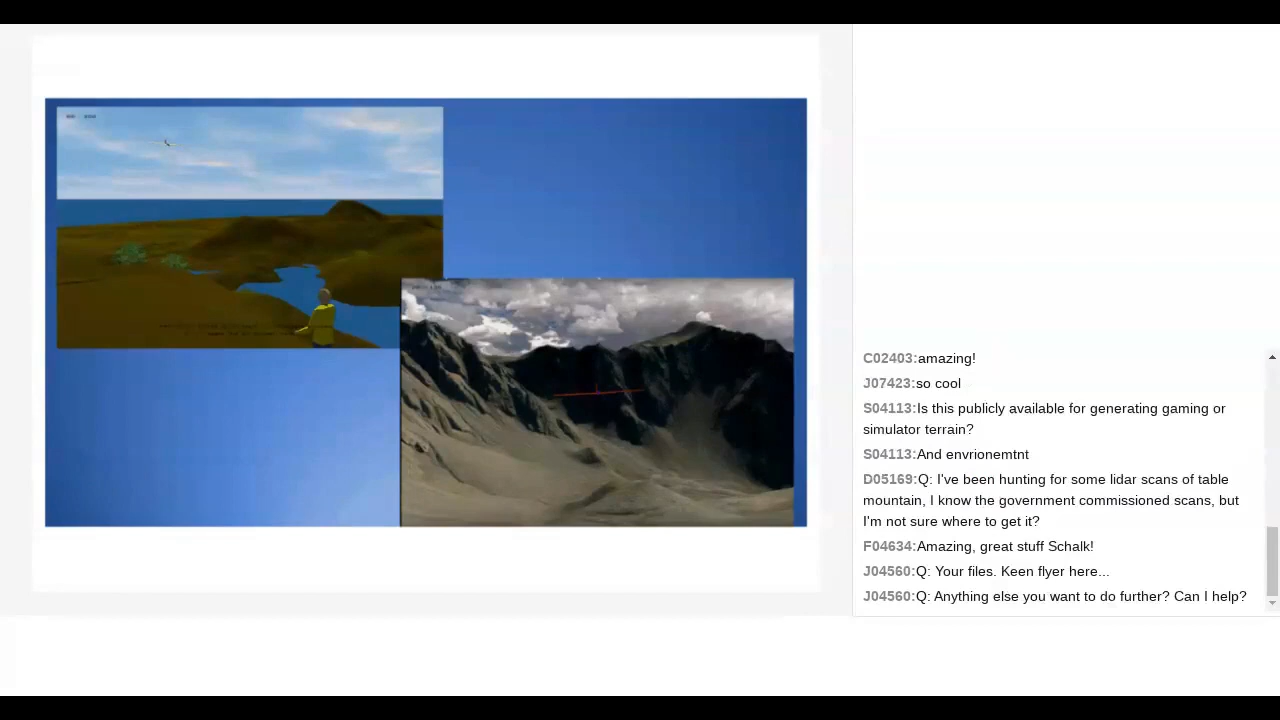 C02403:amazing!
J07423:so cool
S04113:Is this publicly available for generating gaming or
simulator terrain?
S04113:And envrionemtnt
D05169:Q: I've been hunting for some lidar scans of table
mountain, I know the government commissioned scans, but
I'm not sure where to get it?
F04634:Amazing, great stuff Schalk!
J04560:Q: Your files. Keen flyer here...
J04560:Q: Anything else you want to do further? Can I help?